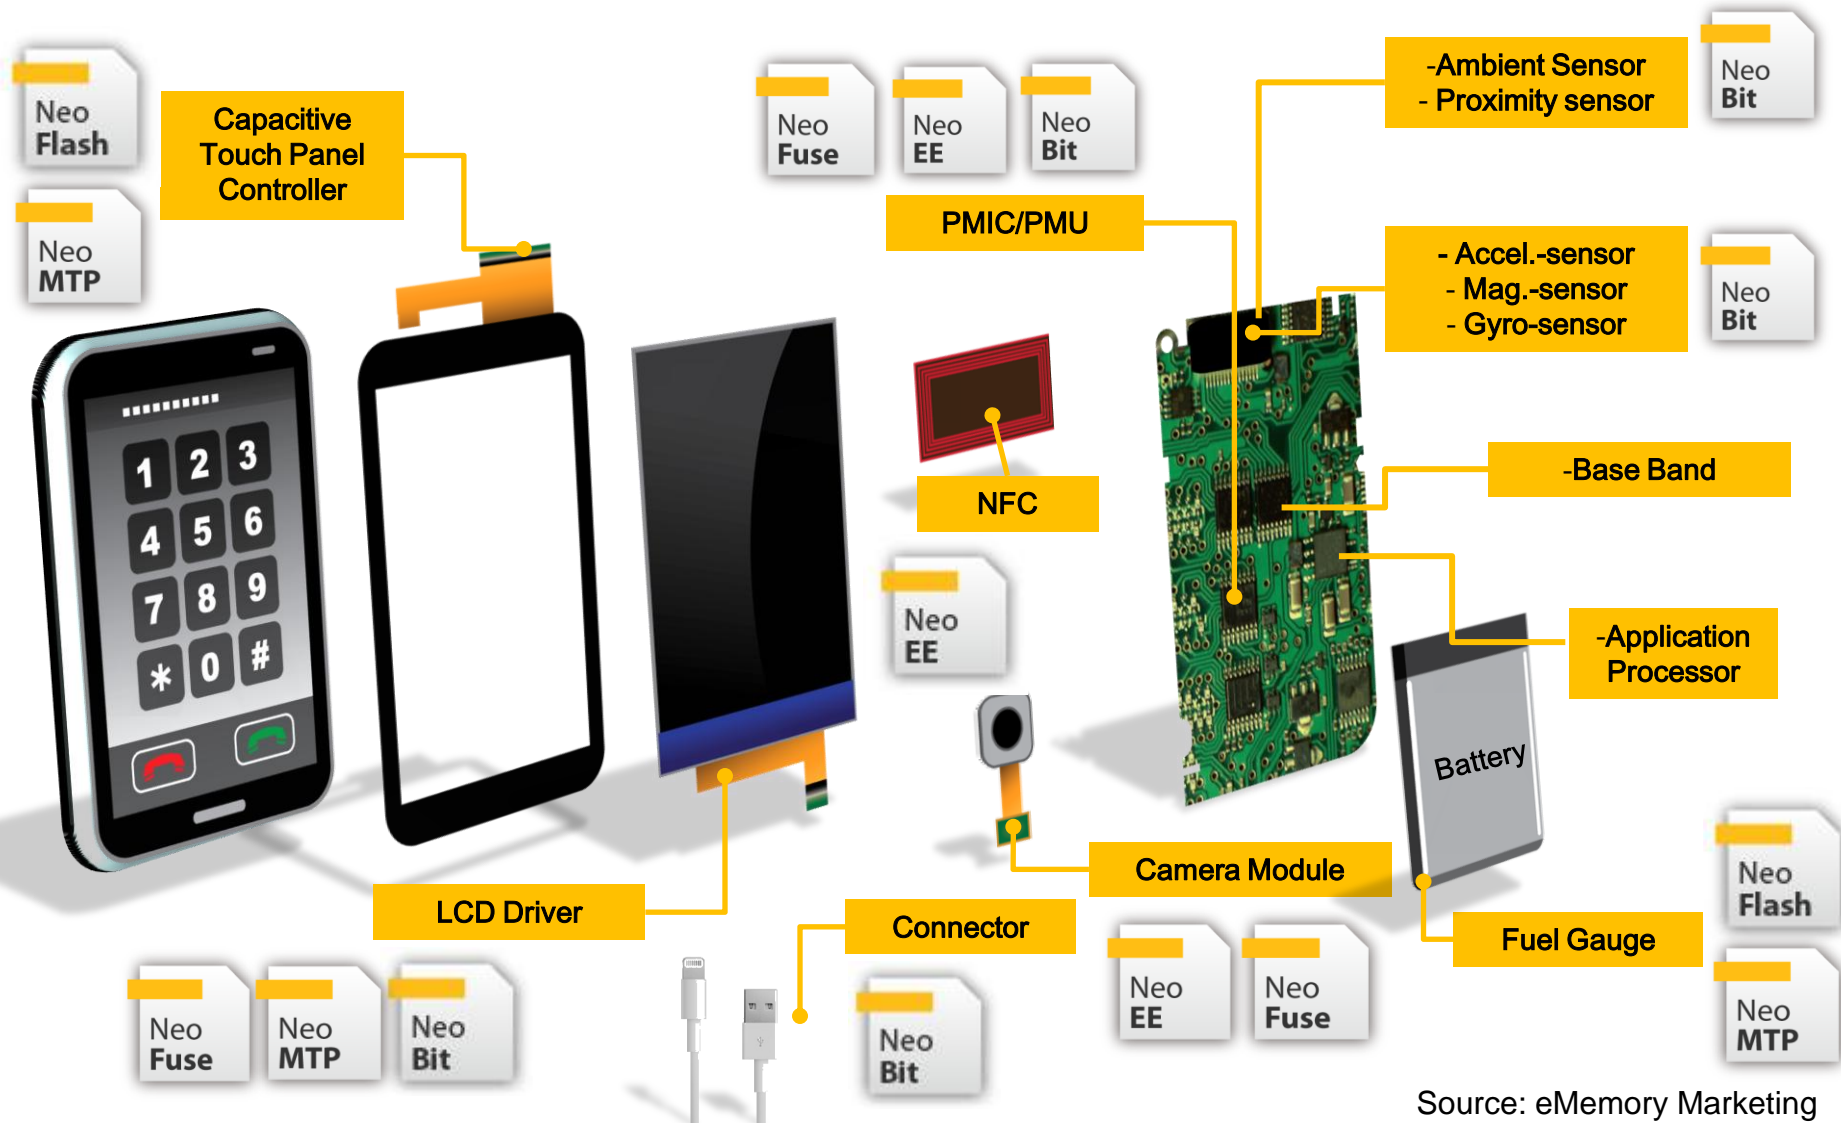 Neo
Flash
Neo
MTP
Capacitive
Touch Panel
Controller
Neo
Fuse
Neo
EE
Neo
Bit
PMIC/PMU
-Ambient Sensor
- Proximity sensor
Neo
Bit
- Accel.-sensor
- Mag.-sensor
- Gyro-sensor
Neo
Bit
1 2 3
4 5 6
7 8 9
* 0 #
NFC
Neo
EE
-Base Band
-Application
Processor
Battery
Camera Module
Neo
EE
Neo
Fuse
LCD Driver
Neo
Fuse
Neo
MTP
Neo
Bit
Connector
Neo
Bit
Fuel Gauge
Neo
Flash
Neo
MTP
Source: eMemory Marketing